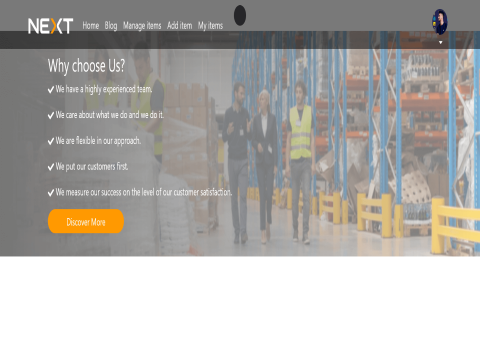 NEXT
Home Blog Manage items Add item My items
Why choose Us?
We have a highly experienced team.
We care about what we do and we do it.
We are flexible in our approach.
We put our customers first.
We measure our success on the level of our customer satisfaction.
Discover More